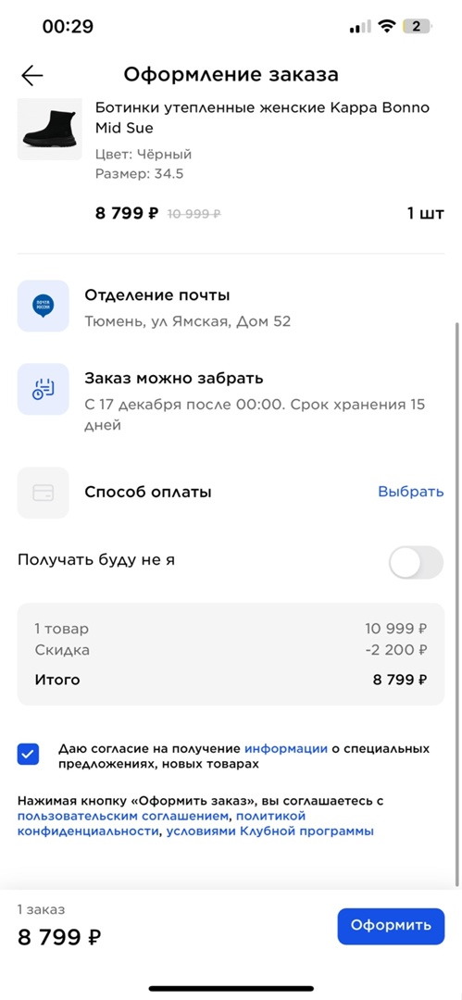 00:29
2
Оформление заказа
Ботинки утепленные женские Kappa Bonno
Mid Sue
Цвет: Чёрный
Размер: 34.5
8 799 ₽ 10 999 ₽ 1 шт
ПОЧТА РОССИИ
Отделение почты
Тюмень, ул Ямская, Дом 52
Заказ можно забрать
С 17 декабря после 00:00. Срок хранения 15
дней
Способ оплаты Выбрать
Получать буду не я
1 товар 10 999 ₽
Скидка -2 200 ₽
Итого 8 799 ₽
Даю согласие на получение информации о специальных
предложениях, новых товарах
Нажимая кнопку «Оформить заказ», вы соглашаетесь с
пользовательским соглашением, политикой
конфиденциальности, условиями Клубной программы
1 заказ
8 799 ₽ Оформить